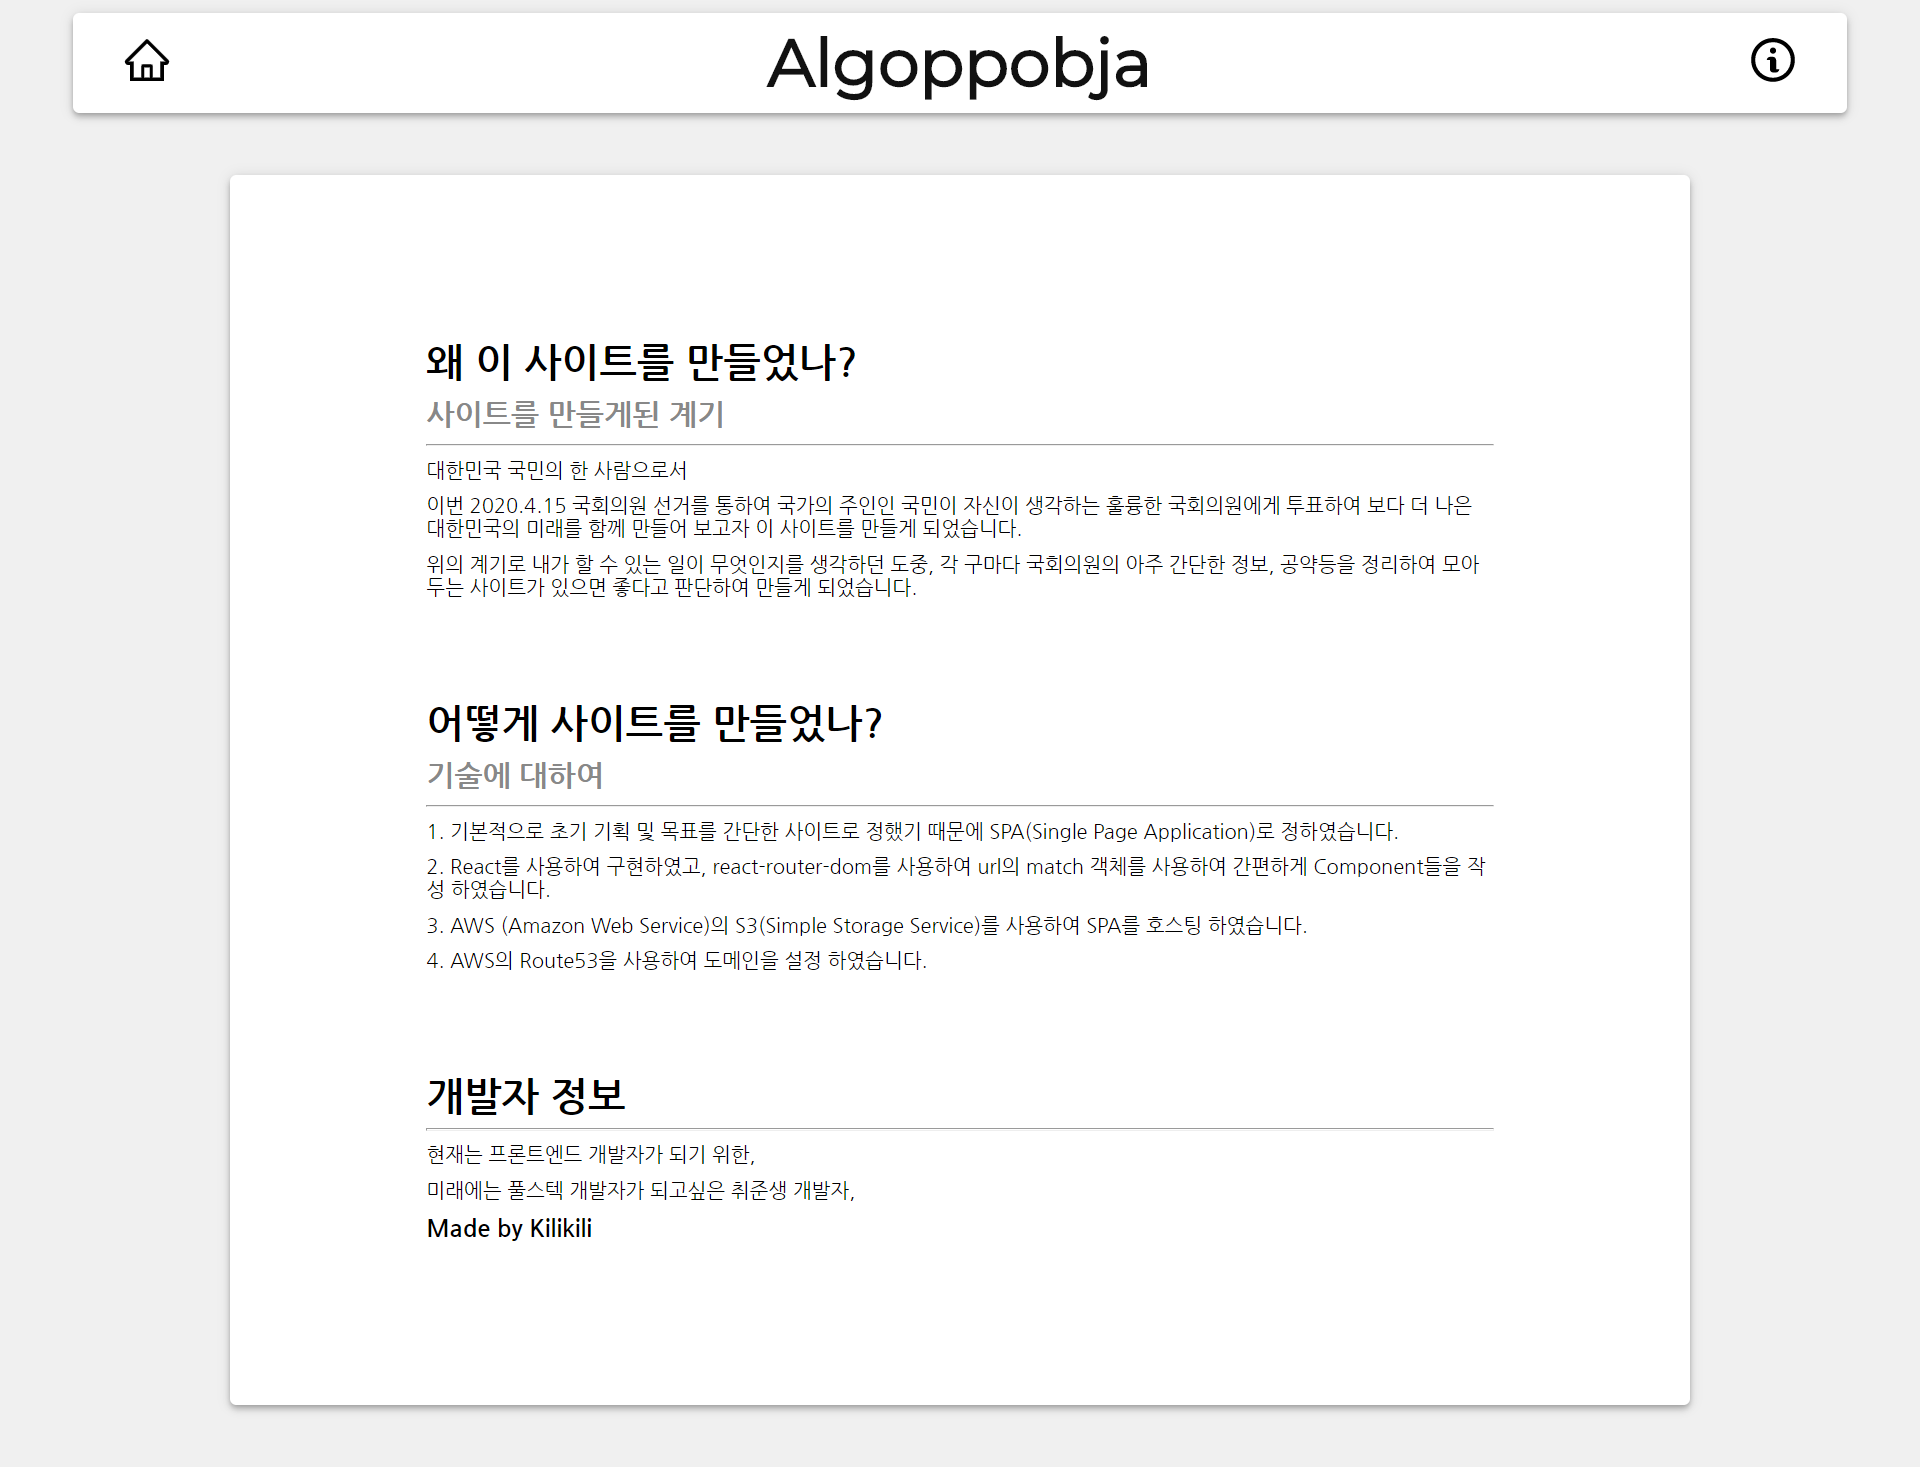 Algoppobja
왜 이 사이트를 만들었나?
사이트를 만들게된 계기
대한민국 국민의 한 사람으로서
이번 2020.4.15 국회의원 선거를 통하여 국가의 주인인 국민이 자신이 생각하는 훌륭한 국회의원에게 투표하여 보다 더 나은
대한민국의 미래를 함께 만들어 보고자 이 사이트를 만들게 되었습니다.
위의 계기로 내가 할 수 있는 일이 무엇인지를 생각하던 도중, 각 구마다 국회의원의 아주 간단한 정보, 공약등을 정리하여 모아
두는 사이트가 있으면 좋다고 판단하여 만들게 되었습니다.
어떻게 사이트를 만들었나?
기술에 대하여
1. 기본적으로 초기 기획 및 목표를 간단한 사이트로 정했기 때문에 SPA(Single Page Application)로 정하였습니다.
2. React를 사용하여 구현하였고, react-router-dom를 사용하여 url의 match 객체를 사용하여 간편하게 Component들을 작
성 하였습니다.
3. AWS (Amazon Web Service)의 S3(Simple Storage Service)를 사용하여 SPA를 호스팅 하였습니다.
4. AWS의 Route53을 사용하여 도메인을 설정 하였습니다.
개발자 정보
현재는 프론트엔드 개발자가 되기 위한,
미래에는 풀스텍 개발자가 되고싶은 취준생 개발자,
Made by Kilikili